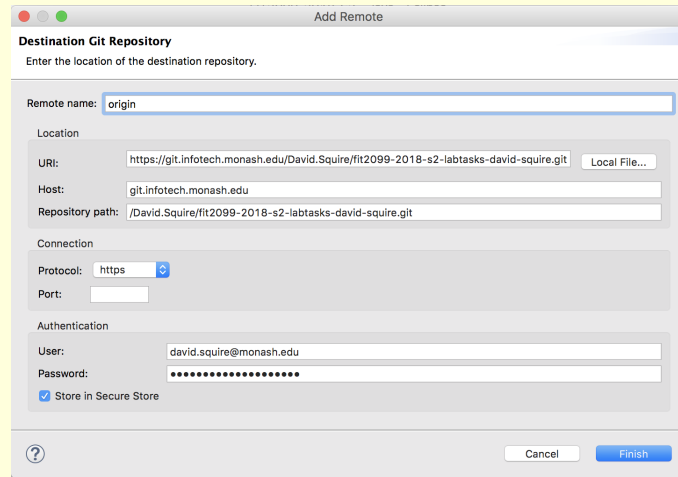 Add Remote
Destination Git Repository
Enter the location of the destination repository.
Remote name: origin
Location
URI: https://git.infotech.monash.edu/David.Squire/fit2099-2018-s2-labtasks-david-squire.git Local File...
Host: git.infotech.monash.edu
Repository path: /David.Squire/fit2099-2018-s2-labtasks-david-squire.git
Connection
Protocol: https
Port:
Authentication
User: david.squire@monash.edu
Password: ●●●●●●●●●●●●●●●●●●●●
Store in Secure Store
? Cancel Finish